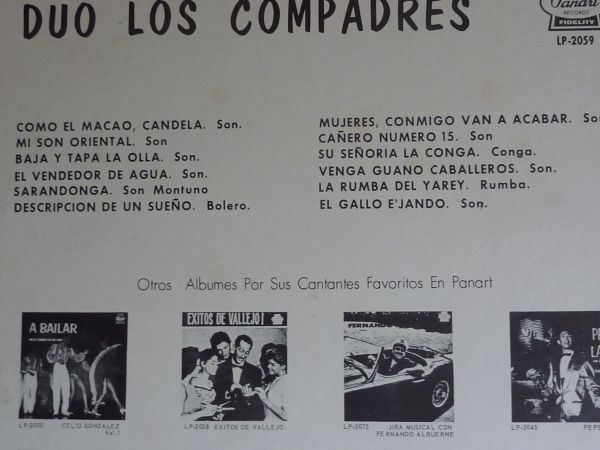 DUO LOS COMPADRES
Panart
RECORDS
FIDELITY
LP-2059
COMO EL MACAO, CANDELA. Son.
MI SON ORIENTAL. Son
BAJA Y TAPA LA OLLA. Son.
EL VENDEDOR DE AGUA. Son.
SARANDONGA. Son Montuno
DESCRIPCION DE UN SUEÑO. Bolero.
MUJERES, CONMIGO VAN A ACABAR. Son
CAÑERO NUMERO 15. Son
SU SEÑORIA LA CONGA. Conga.
VENGA GUANO CABALLEROS. Son.
LA RUMBA DEL YAREY. Rumba.
EL GALLO E'JANDO. Son.
Otros Albumes Por Sus Cantantes Favoritos En Panart
A BAILAR
LP-2000 CELIO GONZALEZ
Vol.1
EXITOS DE VALLEJO!
LP-2028 EXITOS DE VALLEJO.
FERNANDO
LP-3075 JIRA MUSICAL CON
FERNANDO ALBUERNE
PE
LA
LP-3045 PEPE